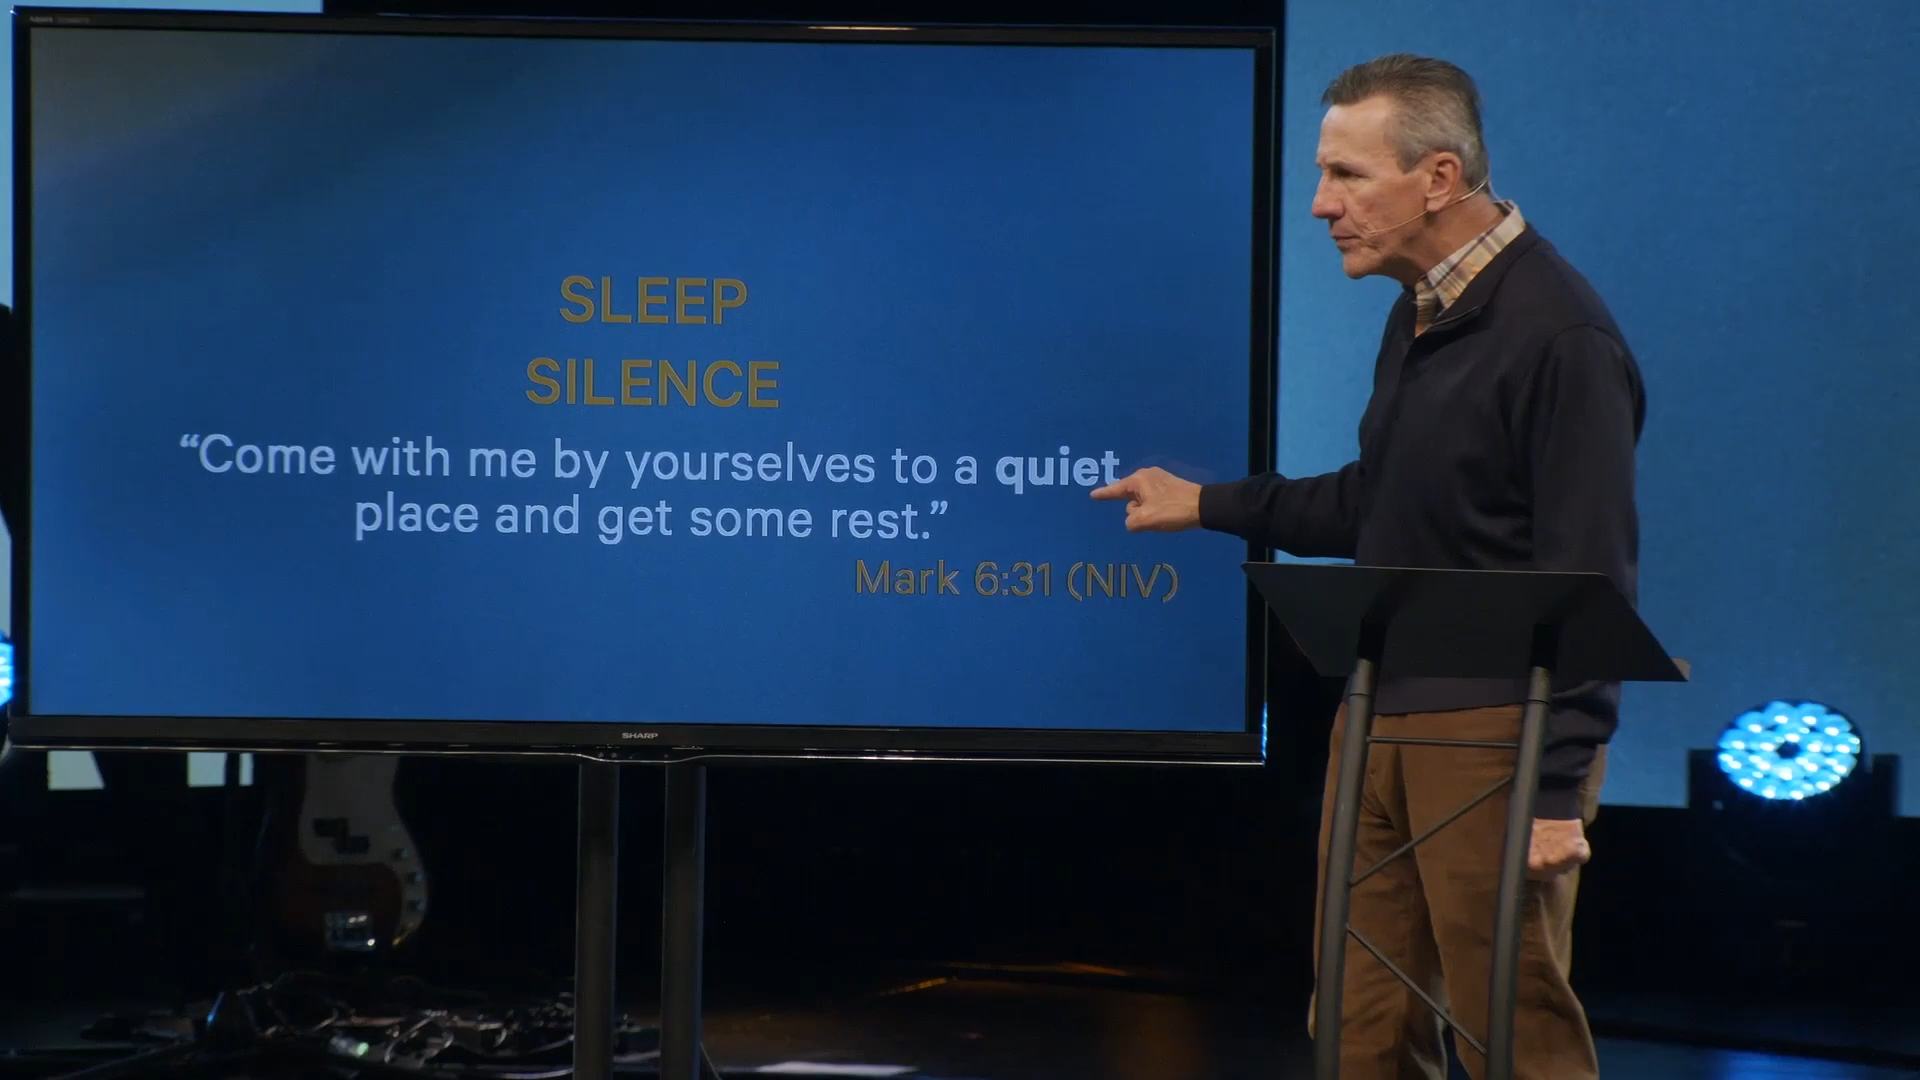 SLEEP
SILENCE
“Come with me by yourselves to a quiet
place and get some rest.”
Mark 6:31 (NIV)
SHARP